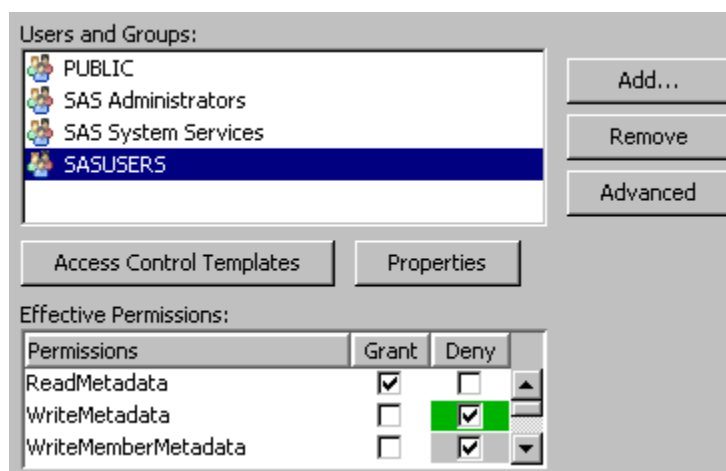 Users and Groups:
PUBLIC
SAS Administrators
SAS System Services
SASUSERS
Add...
Remove
Advanced
Access Control Templates Properties
Effective Permissions:
Permissions Grant Deny
ReadMetadata
WriteMetadata
WriteMemberMetadata